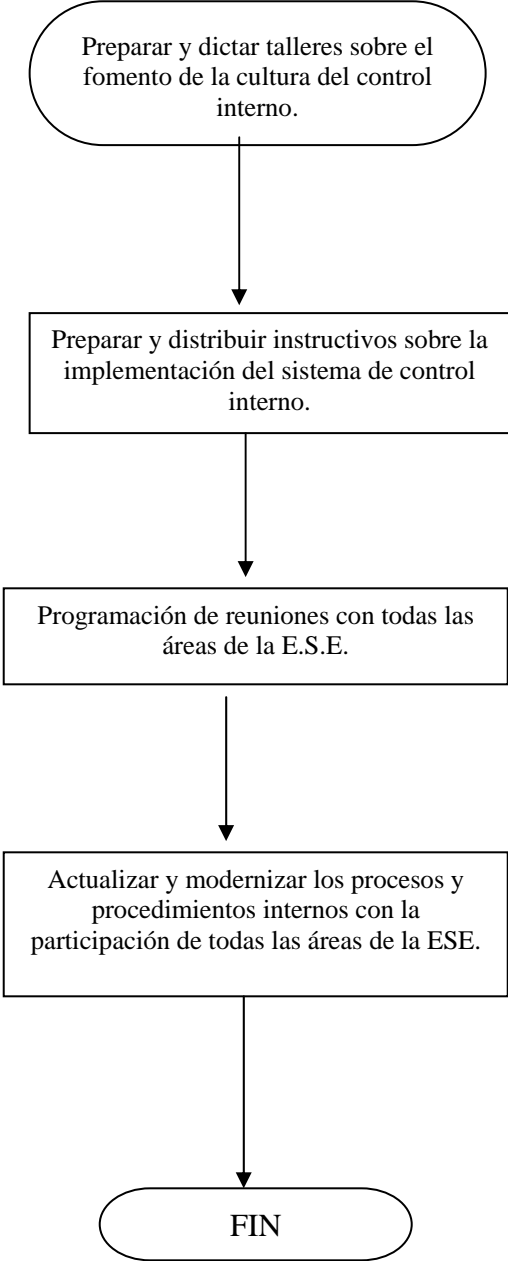 Preparar y dictar talleres sobre el
fomento de la cultura del control
interno.
Preparar y distribuir instructivos sobre la
implementación del sistema de control
interno.
Programación de reuniones con todas las
áreas de la E.S.E.
Actualizar y modernizar los procesos y
procedimientos internos con la
participación de todas las áreas de la ESE.
FIN